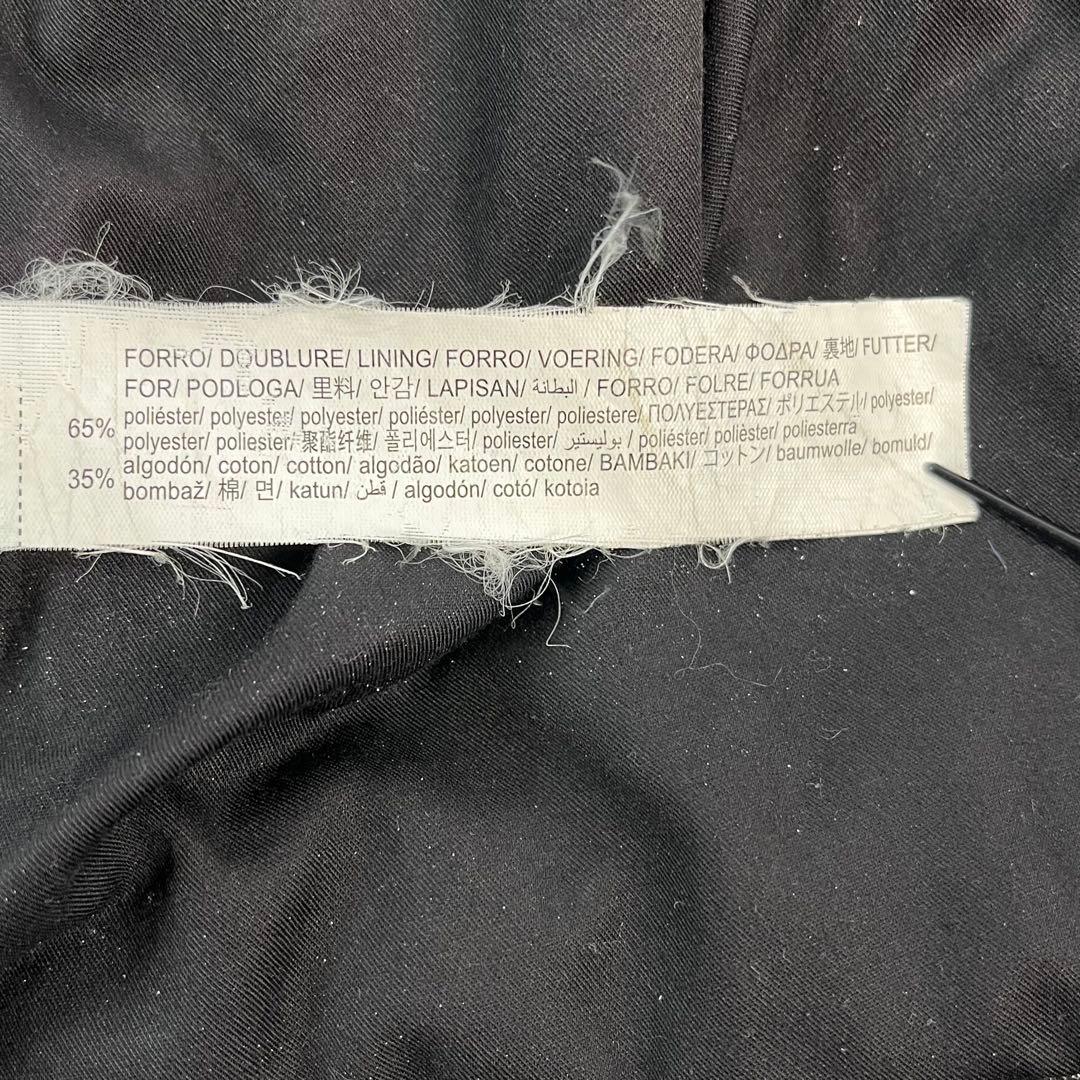 FORRO/ DOUBLURE/ LINING/ FORRO/ VOERING/ FODERA/ ΦΟΔΡΑ/ 裏地/ FUTTER/
FOR/ PODLOGA/ 里料/ 안감/ LAPISAN/ البطانة / FORRO/ FOLRE/ FORRUA
65% poliéster/ polyester/ polyester/ poliéster/ polyester/ poliestere/ ΠΟΛΥΕΣΤΕΡΑΣ/ ポリエステル/ polyester/
polyester/ poliester/ 聚酯纤维/ 폴리에스터/ poliester/ بوليستير / poliéster/ polièster/ poliesterra
35% algodón/ coton/ cotton/ algodão/ katoen/ cotone/ BAMBAKI/ コットン/ baumwolle/ bomuld/
bombaž/ 棉/ 면/ katun/ قطن / algodón/ cotó/ kotoia